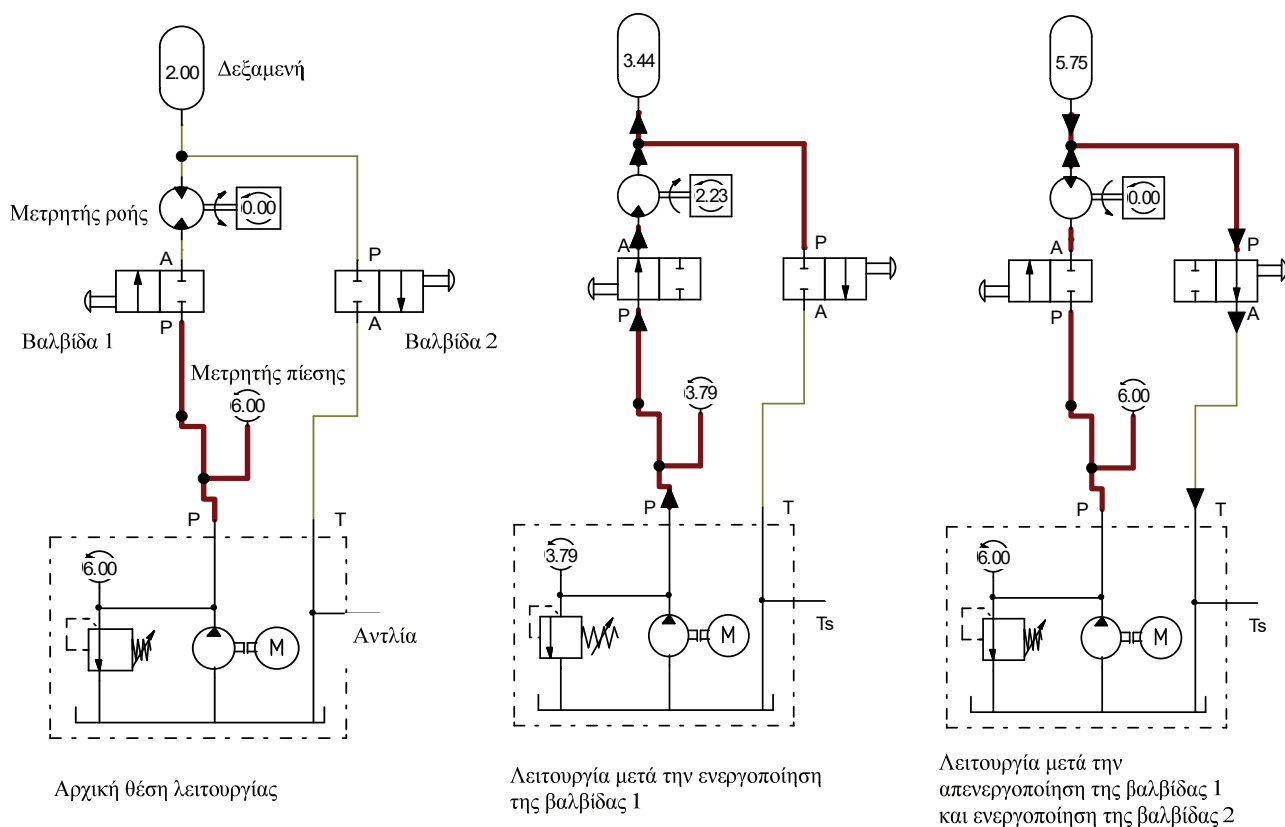 2.00
Δεξαμενή
Μετρητής ροής
0.00
A
P
P
A
Βαλβίδα 1
Βαλβίδα 2
Μετρητής πίεσης
6.00
P
T
6.00
M
Αντλία
Αρχική θέση λειτουργίας
3.44
2.23
A
P
P
A
3.79
P
T
3.79
M
Ts
Λειτουργία μετά την ενεργοποίηση
της βαλβίδας 1
5.75
0.00
A
P
P
A
6.00
P
T
6.00
M
Ts
Λειτουργία μετά την
απενεργοποίηση της βαλβίδας 1
και ενεργοποίηση της βαλβίδας 2